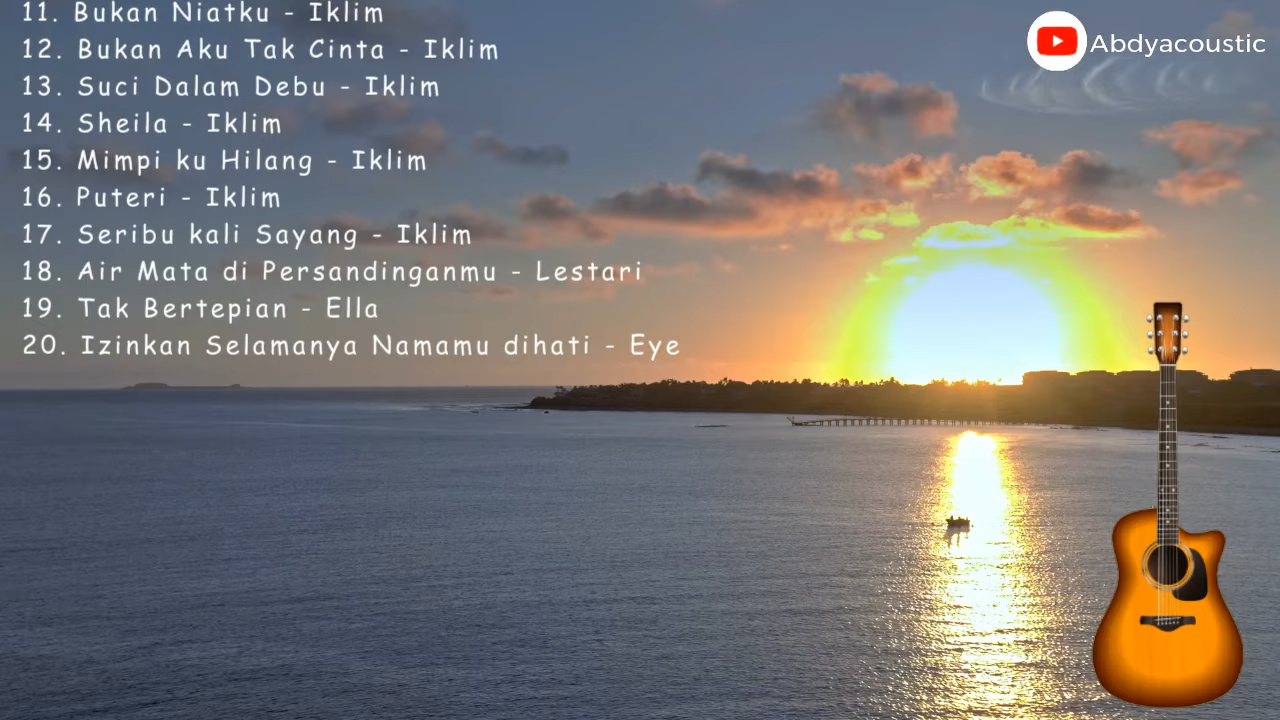 11. Bukan Niatku - Iklim
12. Bukan Aku Tak Cinta - Iklim
13. Suci Dalam Debu - Iklim
14. Sheila - Iklim
15. Mimpi ku Hilang - Iklim
16. Puteri - Iklim
17. Seribu kali Sayang - Iklim
18. Air Mata di Persandinganmu - Lestari
19. Tak Bertepian - Ella
20. Izinkan Selamanya Namamu dihati - Eye
Abdyacoustic